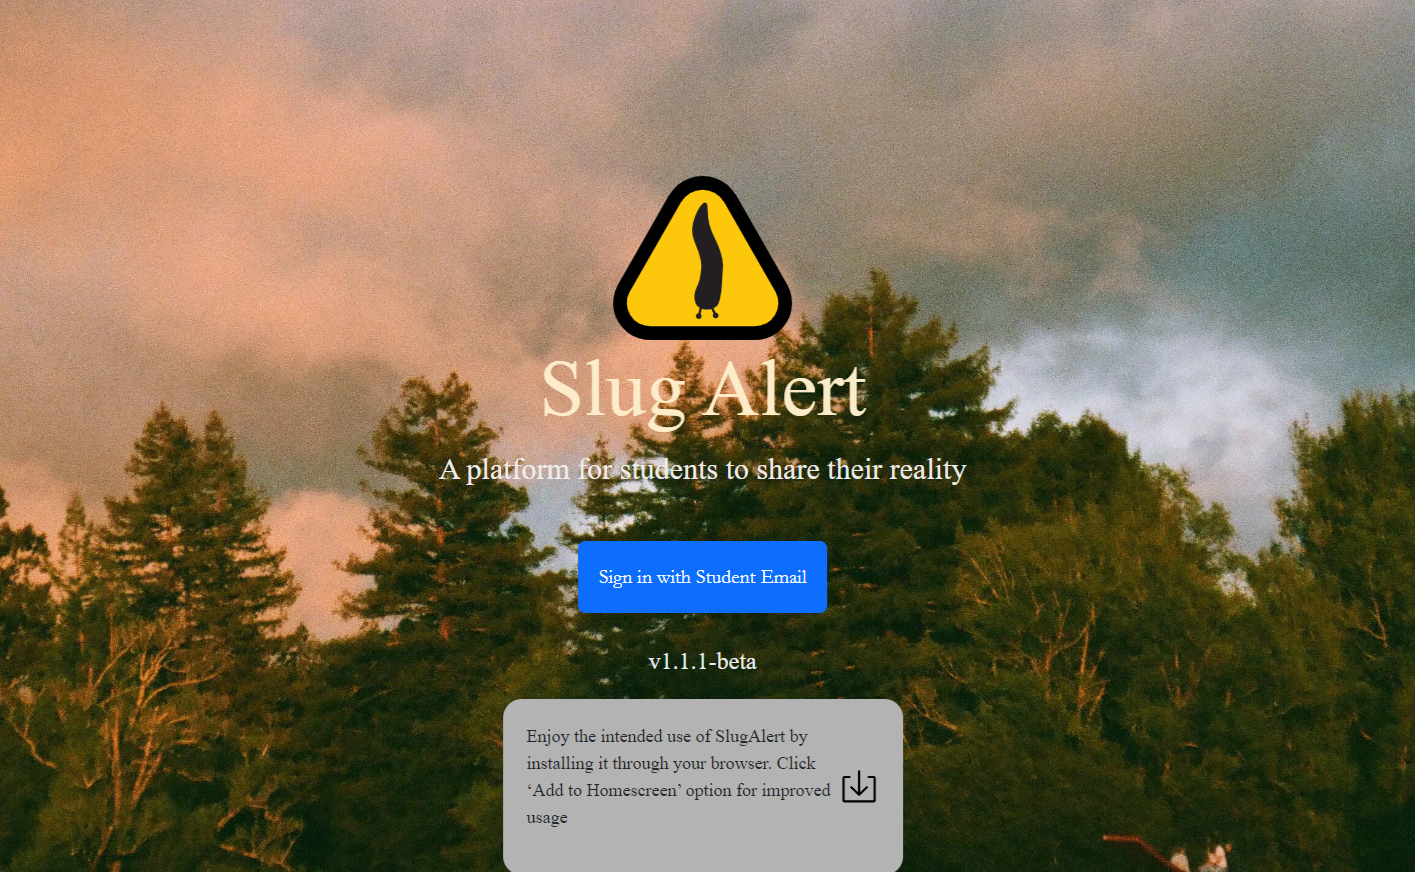 Slug Alert
A platform for students to share their reality
Sign in with Student Email
v1.1.1-beta
Enjoy the intended use of SlugAlert by
installing it through your browser. Click
‘Add to Homescreen’ option for improved
usage